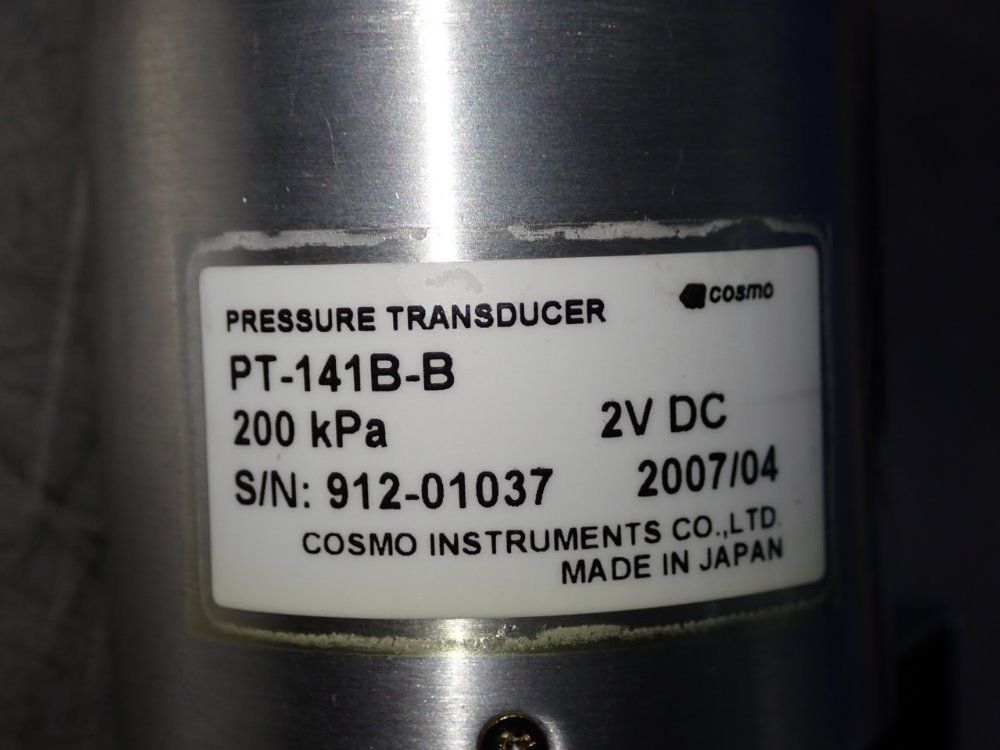 PRESSURE TRANSDUCER cosmo
PT-141B-B
200 kPa 2V DC
S/N: 912-01037 2007/04
COSMO INSTRUMENTS CO.,LTD.
MADE IN JAPAN